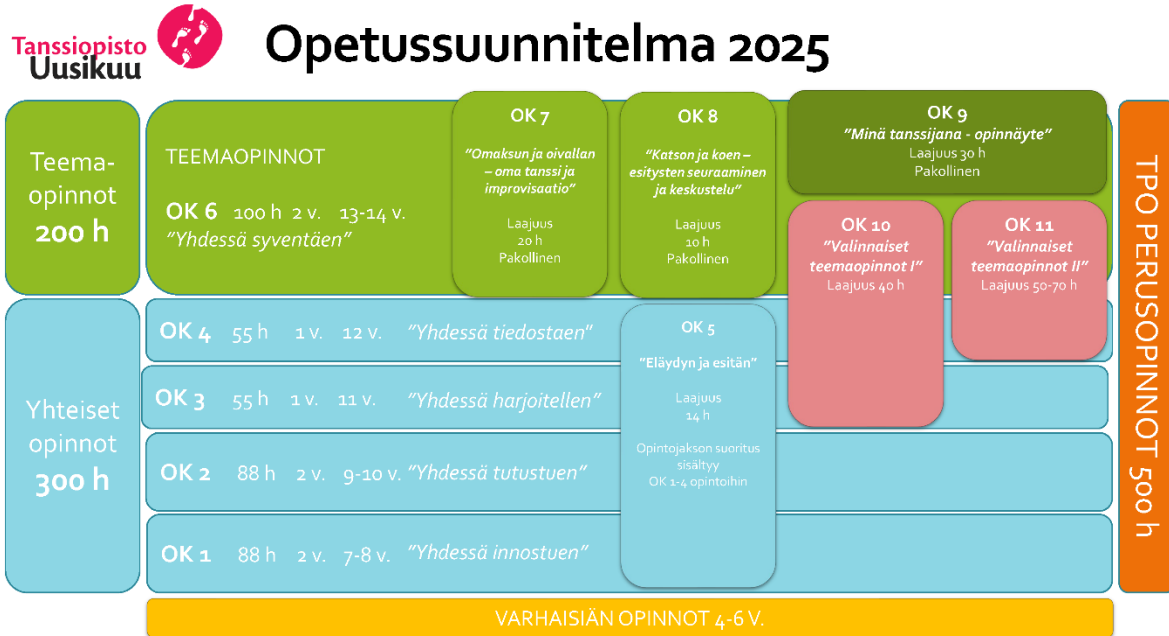 Tanssiopisto
Uusikuu
Opetussuunnitelma 2025
Teema-
opinnot
200 h
TEEMAOPINNOT
OK 6 100 h 2 v. 13-14 v.
"Yhdessä syventäen"
OK 7
"Omaksun ja oivallan
– oma tanssi ja
improvisaatio"
Laajuus
20 h
Pakollinen
OK 8
"Katson ja koen –
esitysten seuraaminen
ja keskustelu"
Laajuus
10 h
Pakollinen
OK 9
"Minä tanssijana - opinnäyte"
Laajuus 30 h
Pakollinen
OK 10
"Valinnaiset
teemaopinnot I"
Laajuus 40 h
OK 11
"Valinnaiset
teemaopinnot II"
Laajuus 50-70 h
Yhteiset
opinnot
300 h
OK 4 55 h 1 v. 12 v. "Yhdessä tiedostaen"
OK 3 55 h 1 v. 11 v. "Yhdessä harjoitellen"
OK 2 88 h 2 v. 9-10 v. "Yhdessä tutustuen"
OK 1 88 h 2 v. 7-8 v. "Yhdessä innostuen"
OK 5
"Eläydyn ja esitän"
Laajuus
14 h
Opintojakson suoritus
sisältyy
OK 1-4 opintoihin
TPO PERUSOPINNOT 500 h
VARHAISIÄN OPINNOT 4-6 V.